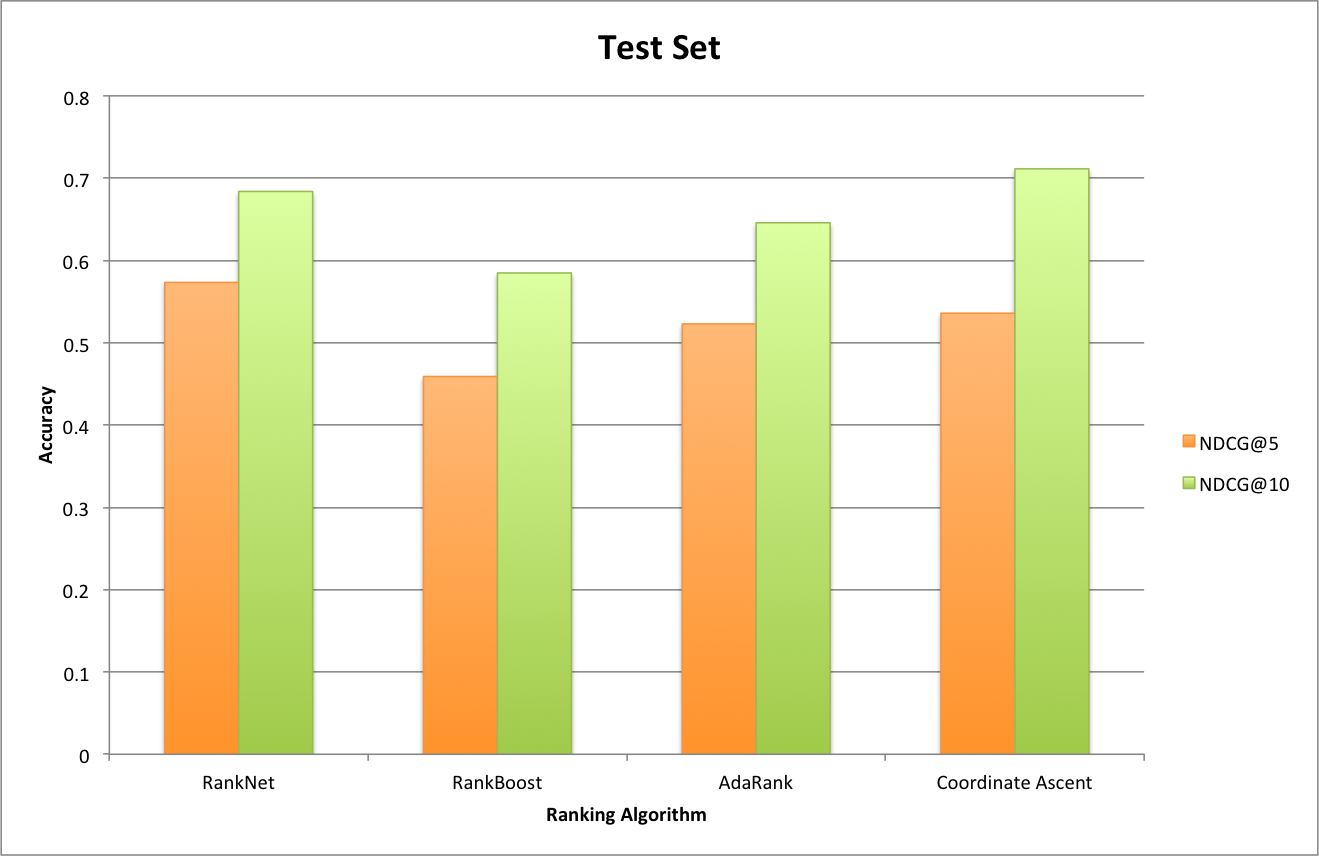 Test Set
0.8
0.7
0.6
0.5
0.4
0.3
0.2
0.1
0
Accuracy
RankNet
RankBoost
AdaRank
Coordinate Ascent
Ranking Algorithm
NDCG@5
NDCG@10